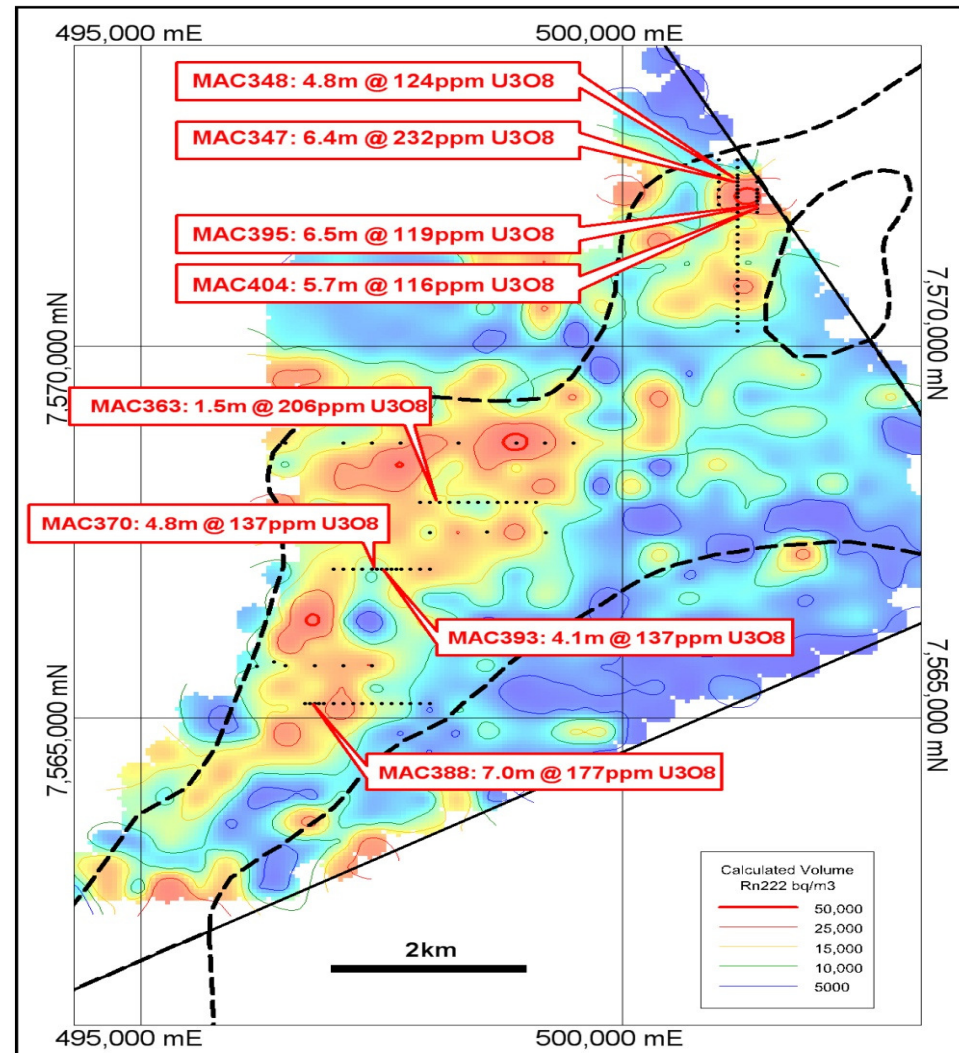 495,000 mE
500,000 mE
MAC348: 4.8m @ 124ppm U3O8
MAC347: 6.4m @ 232ppm U3O8
MAC395: 6.5m @ 119ppm U3O8
MAC404: 5.7m @ 116ppm U3O8
7,570,000 mN
7,570,000 mN
MAC363: 1.5m @ 206ppm U3O8
MAC370: 4.8m @ 137ppm U3O8
MAC393: 4.1m @ 137ppm U3O8
7,565,000 mN
7,565,000 mN
MAC388: 7.0m @ 177ppm U3O8
Calculated Volume
Rn222 bq/m3
50,000
25,000
15,000
10,000
5000
2km
495,000 mE
500,000 mE